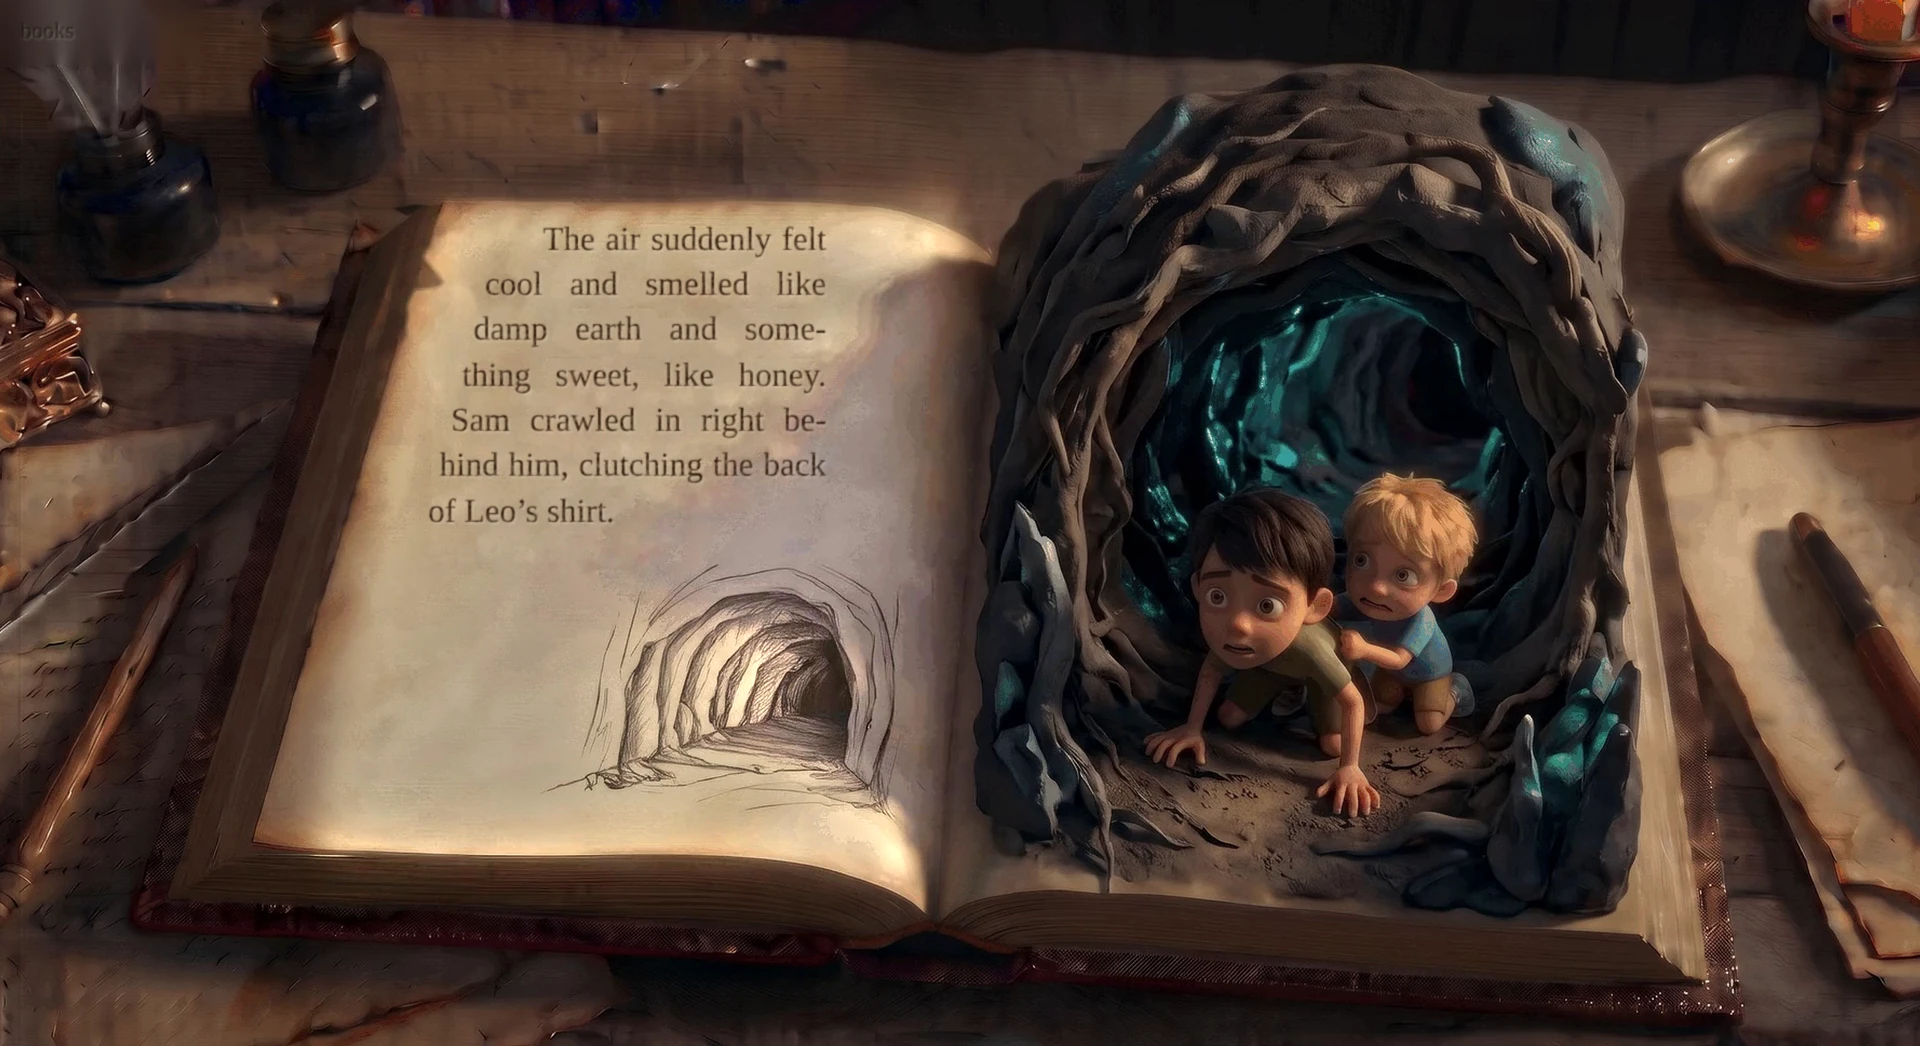 books
The air suddenly felt
cool and smelled like
damp earth and some-
thing sweet, like honey.
Sam crawled in right be-
hind him, clutching the back
of Leo’s shirt.